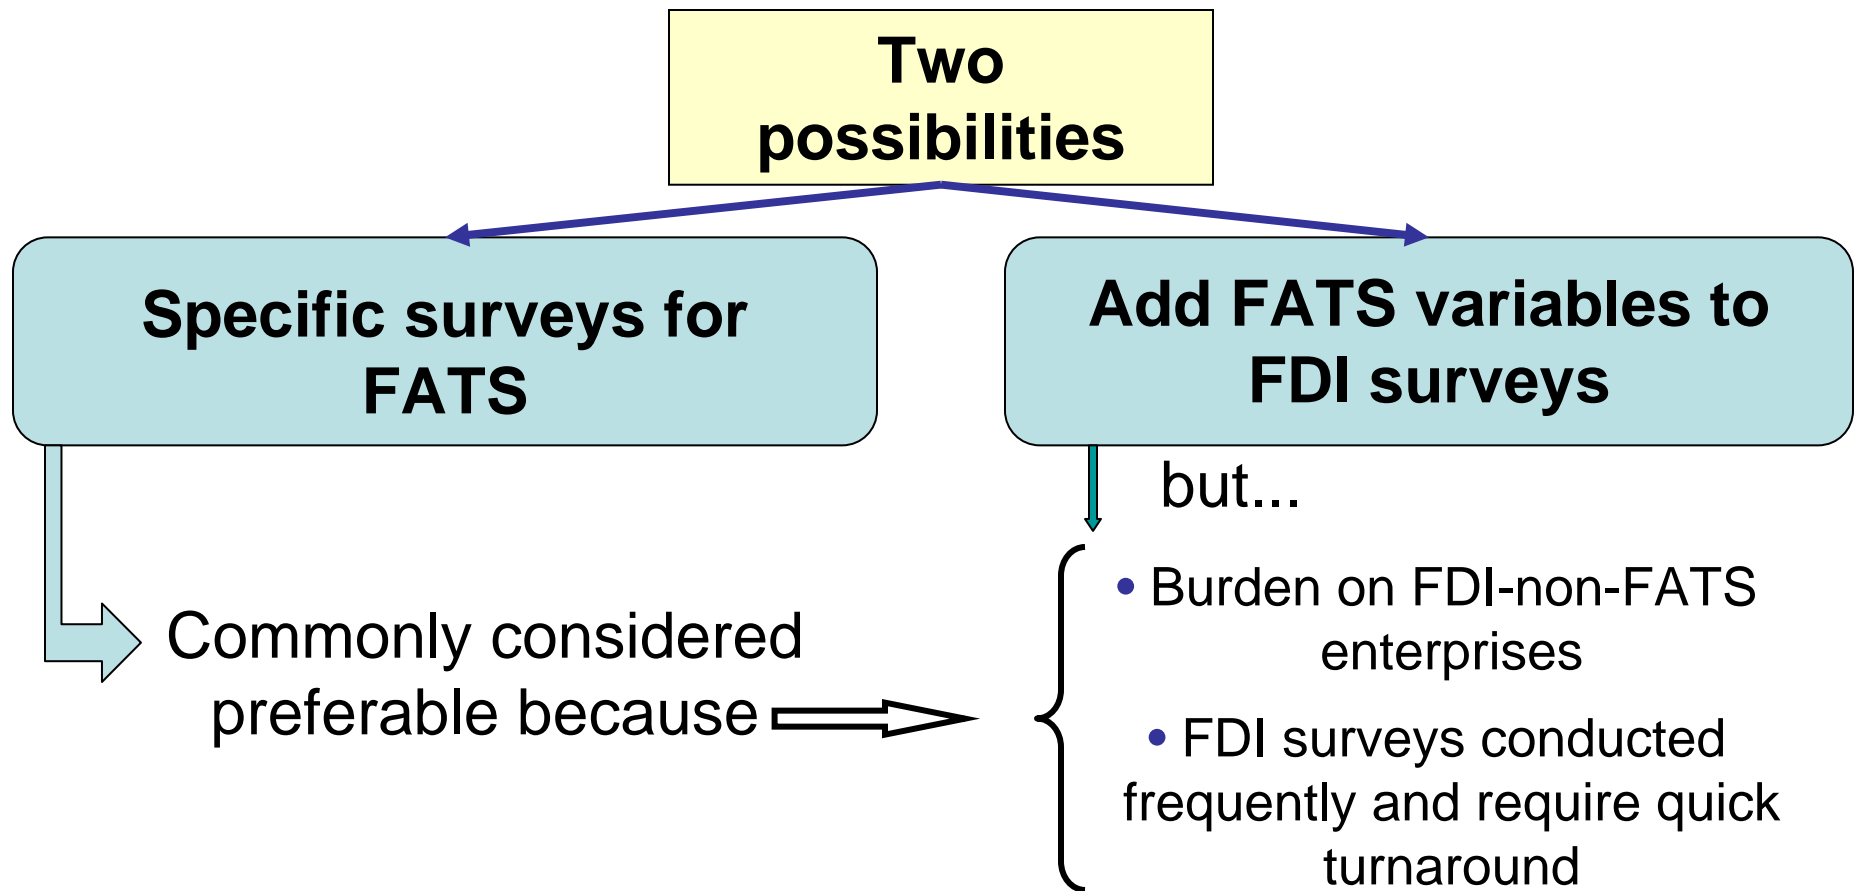 Two
possibilities
Specific surveys for
FATS
Add FATS variables to
FDI surveys
but...
Commonly considered
preferable because
• Burden on FDI-non-FATS
enterprises
• FDI surveys conducted
frequently and require quick
turnaround